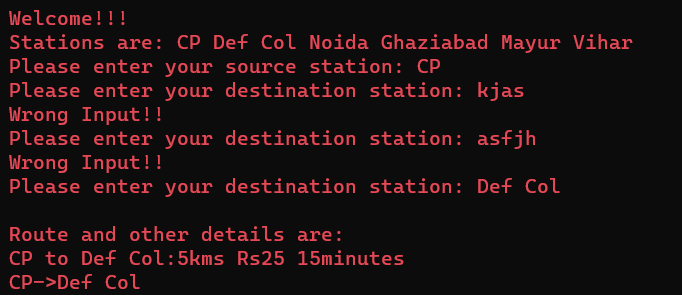 Welcome!!!
Stations are: CP Def Col Noida Ghaziabad Mayur Vihar
Please enter your source station: CP
Please enter your destination station: kjas
Wrong Input!!
Please enter your destination station: asfjh
Wrong Input!!
Please enter your destination station: Def Col
Route and other details are:
CP to Def Col:5kms Rs25 15minutes
CP->Def Col